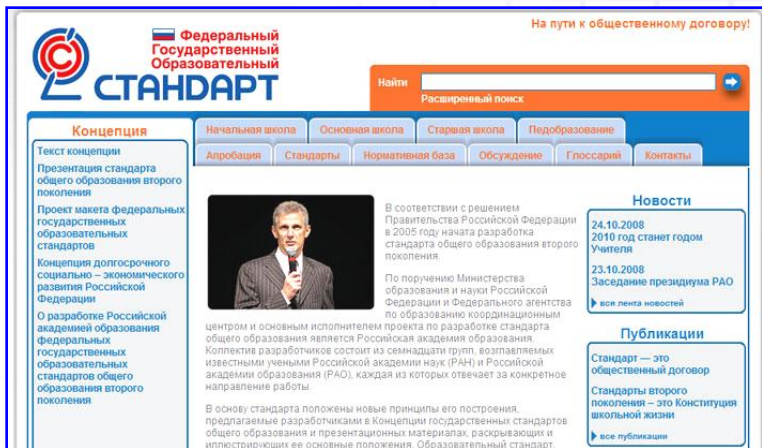 На пути к общественному договору!
Федеральный
Государственный
Образовательный
СТАНДАРТ
Найти
Расширенный поиск
Концепция
Текст концепции
Презентация стандарта
общего образования второго
поколения
Проект макета федеральных
государственных
образовательных
стандартов
Концепция долгосрочного
социально – экономического
развития Российской
Федерации
О разработке Российской
академией образования
федеральных
государственных
образовательных
стандартов общего
образования второго
поколения
Начальная школа Основная школа Старшая школа Педобразование
Апробация Стандарты Нормативная база Обсуждение Глоссарий Контакты
В соответствии с решением
Правительства Российской Федерации
в 2005 году начата разработка
стандарта общего образования второго
поколения.
По поручению Министерства
образования и науки Российской
Федерации и Федерального агентства
по образованию координационным
центром и основным исполнителем проекта по разработке стандарта
общего образования является Российская академия образования.
Коллектив разработчиков состоит из семнадцати групп, возглавляемых
известными учеными Российской академии наук (РАН) и Российской
академии образования (РАО), каждая из которых отвечает за конкретное
направление работы.
В основу стандарта положены новые принципы его построения,
предлагаемые разработчиками в Концепции государственных стандартов
общего образования и презентационных материалах, раскрывающих и
иллюстрирующих ее основные положения. Образовательный стандарт,
Новости
24.10.2008
2010 год станет годом
Учителя
23.10.2008
Заседание президиума РАО
вся лента новостей
Публикации
Стандарт — это
общественный договор
Стандарты второго
поколения – это Конституция
школьной жизни
все публикации